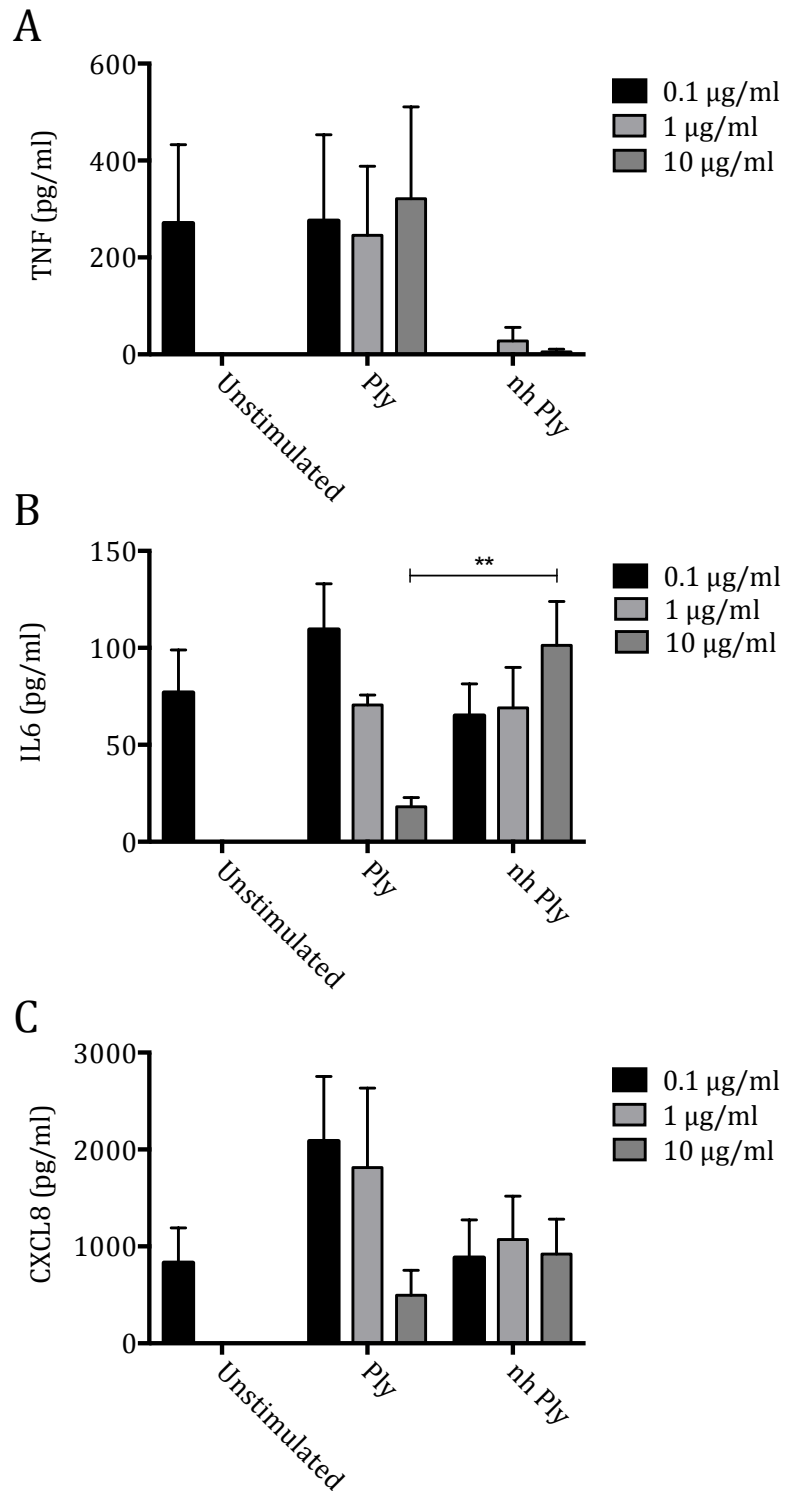 A
600
400
200
0
TNF (pg/ml)
Unstimulated
Ply
nh Ply
0.1 µg/ml
1 µg/ml
10 µg/ml
B
150
100
50
0
IL6 (pg/ml)
**
Unstimulated
Ply
nh Ply
0.1 µg/ml
1 µg/ml
10 µg/ml
C
3000
2000
1000
0
CXCL8 (pg/ml)
Unstimulated
Ply
nh Ply
0.1 µg/ml
1 µg/ml
10 µg/ml